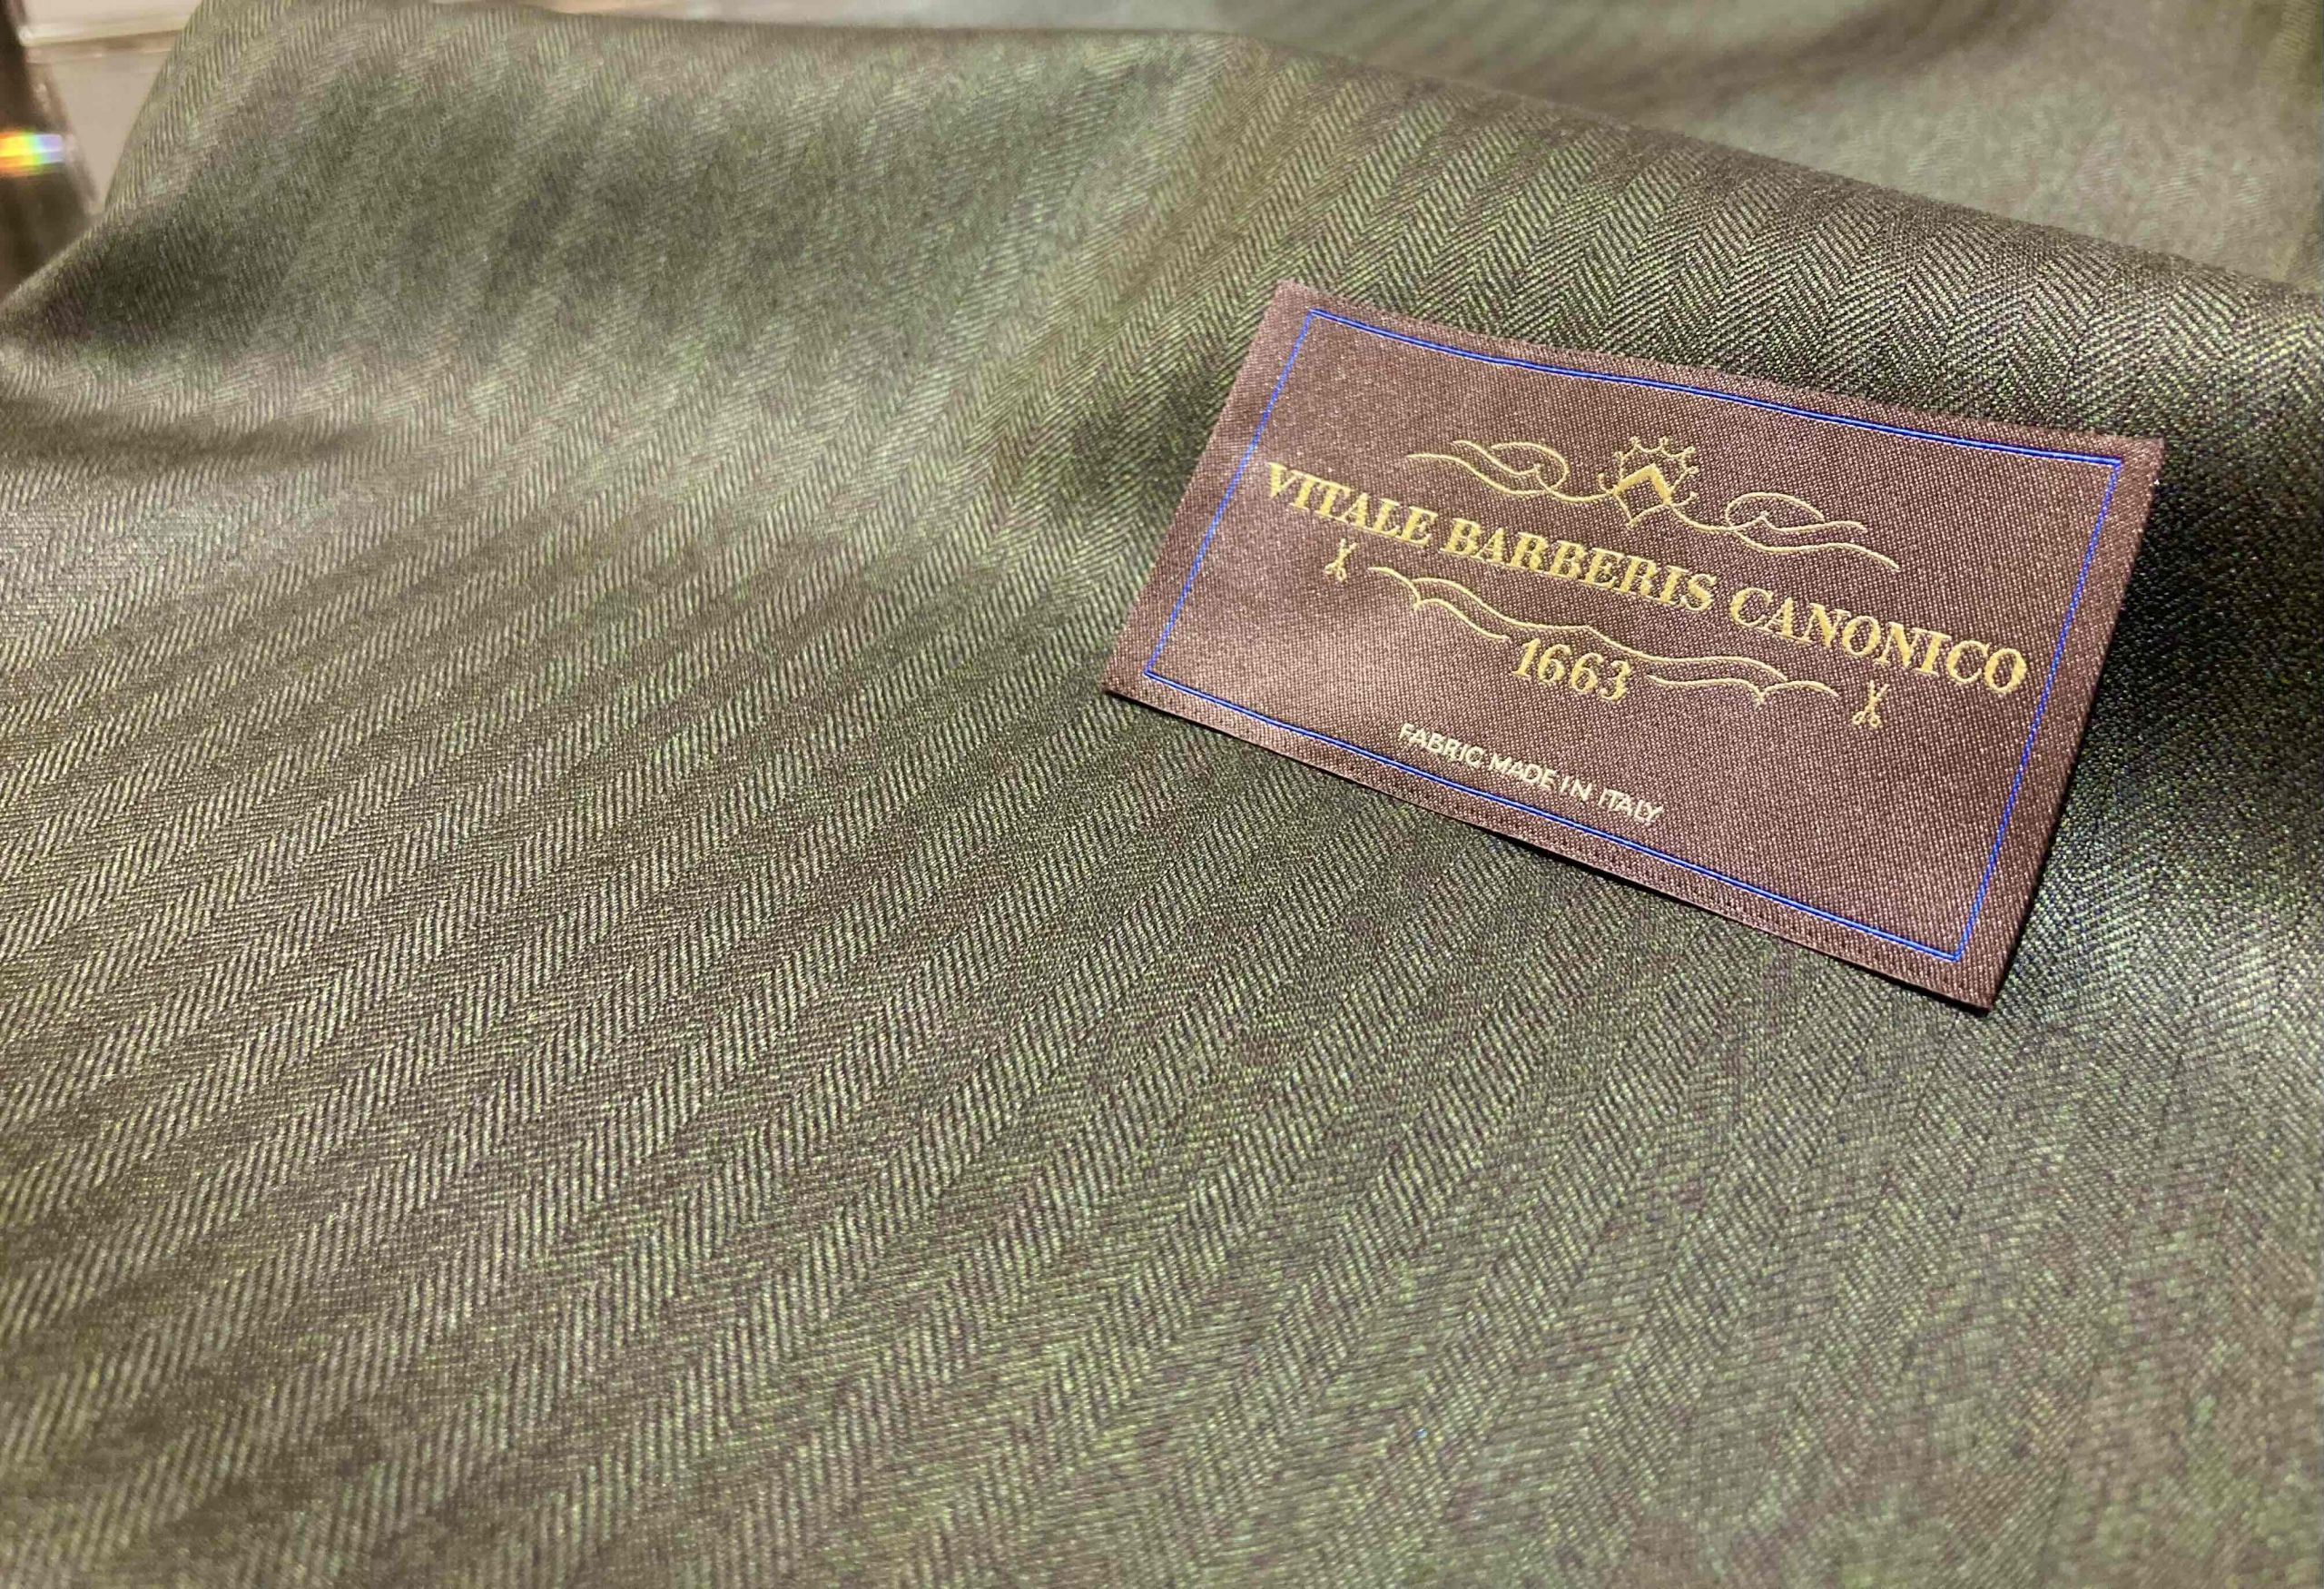 VITALE BARBERIS CANONICO
1663
FABRIC MADE IN ITALY